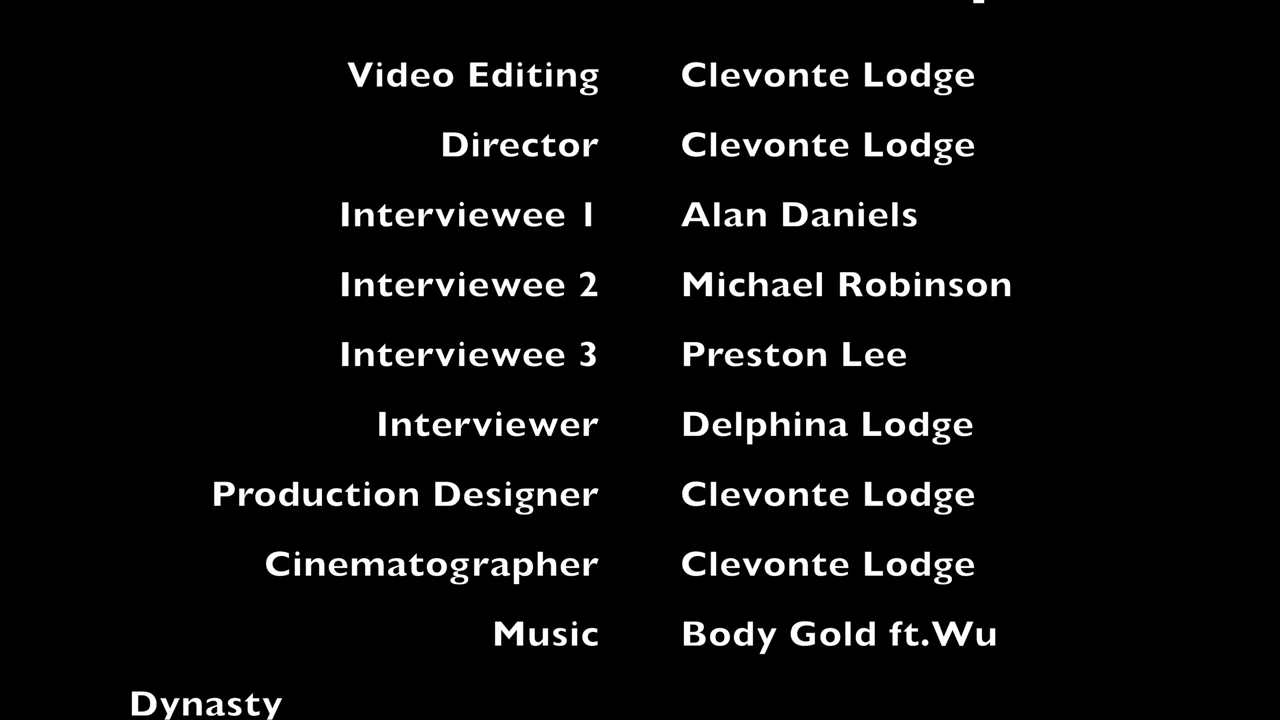 Video Editing Clevonte Lodge
Director Clevonte Lodge
Interviewee 1 Alan Daniels
Interviewee 2 Michael Robinson
Interviewee 3 Preston Lee
Interviewer Delphina Lodge
Production Designer Clevonte Lodge
Cinematographer Clevonte Lodge
Music Body Gold ft.Wu
Dynasty